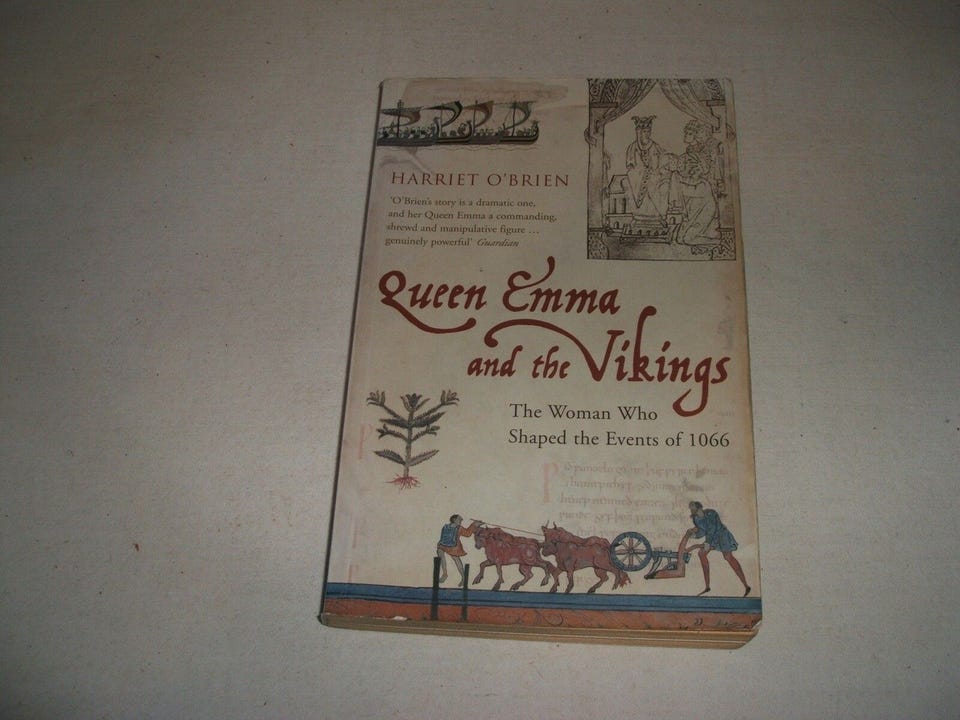 HARRIET O'BRIEN
'O'Brien's story is a dramatic one,
and her Queen Emma a commanding,
shrewd and manipulative figure ...
genuinely powerful' Guardian
Queen Emma
and the Vikings
The Woman Who
Shaped the Events of 1066